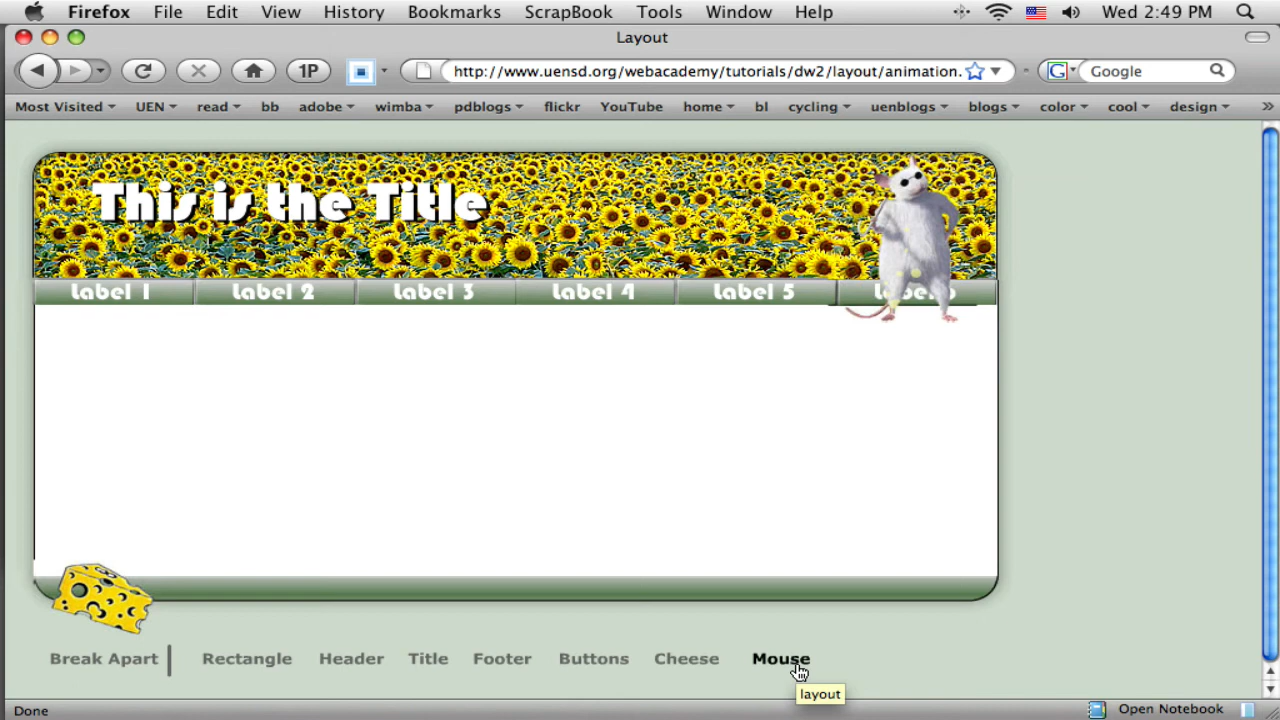 Firefox File Edit View History Bookmarks ScrapBook Tools Window Help Wed 2:49 PM
Layout
1P http://www.uensd.org/webacademy/tutorials/dw2/layout/animation. G Google
Most Visited UEN read bb adobe wimba pdblogs flickr YouTube home bl cycling uenblogs blogs color cool design »
This is the Title
Label 1 Label 2 Label 3 Label 4 Label 5
Break Apart Rectangle Header Title Footer Buttons Cheese Mouse
layout
Done Open Notebook